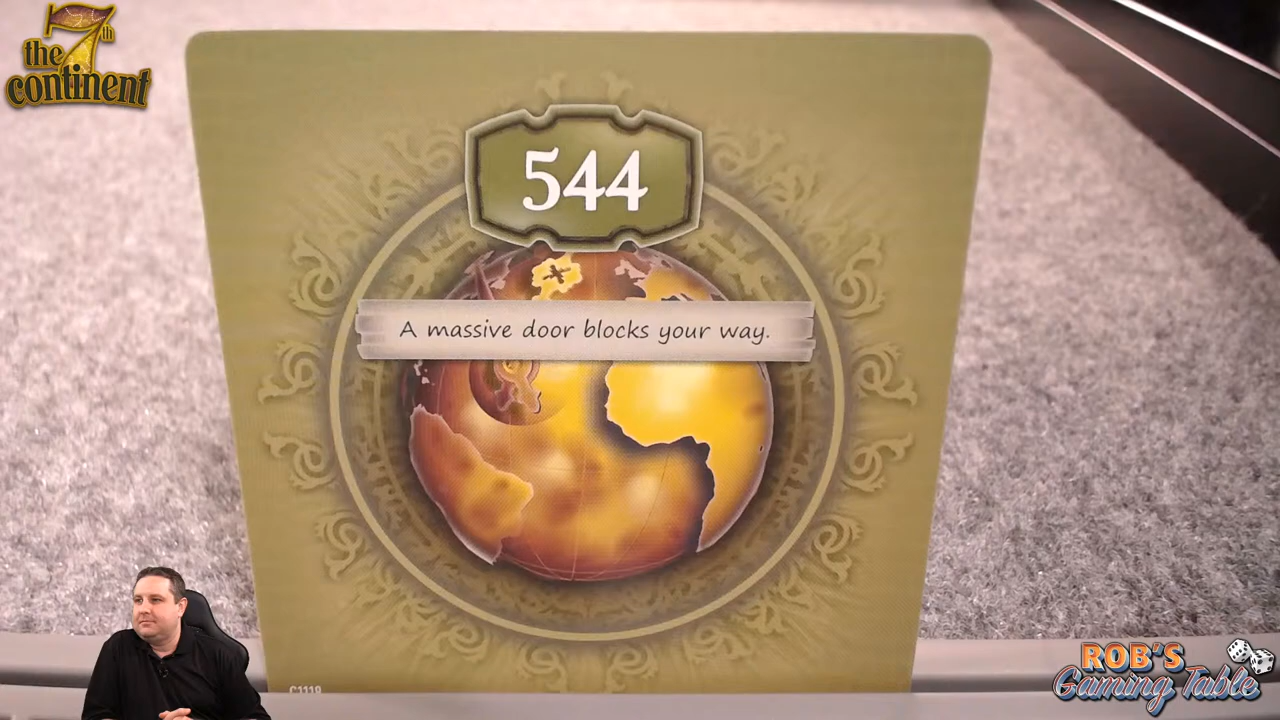 the 7th continent
544
A massive door blocks your way.
C1118
ROB'S
Gaming Table